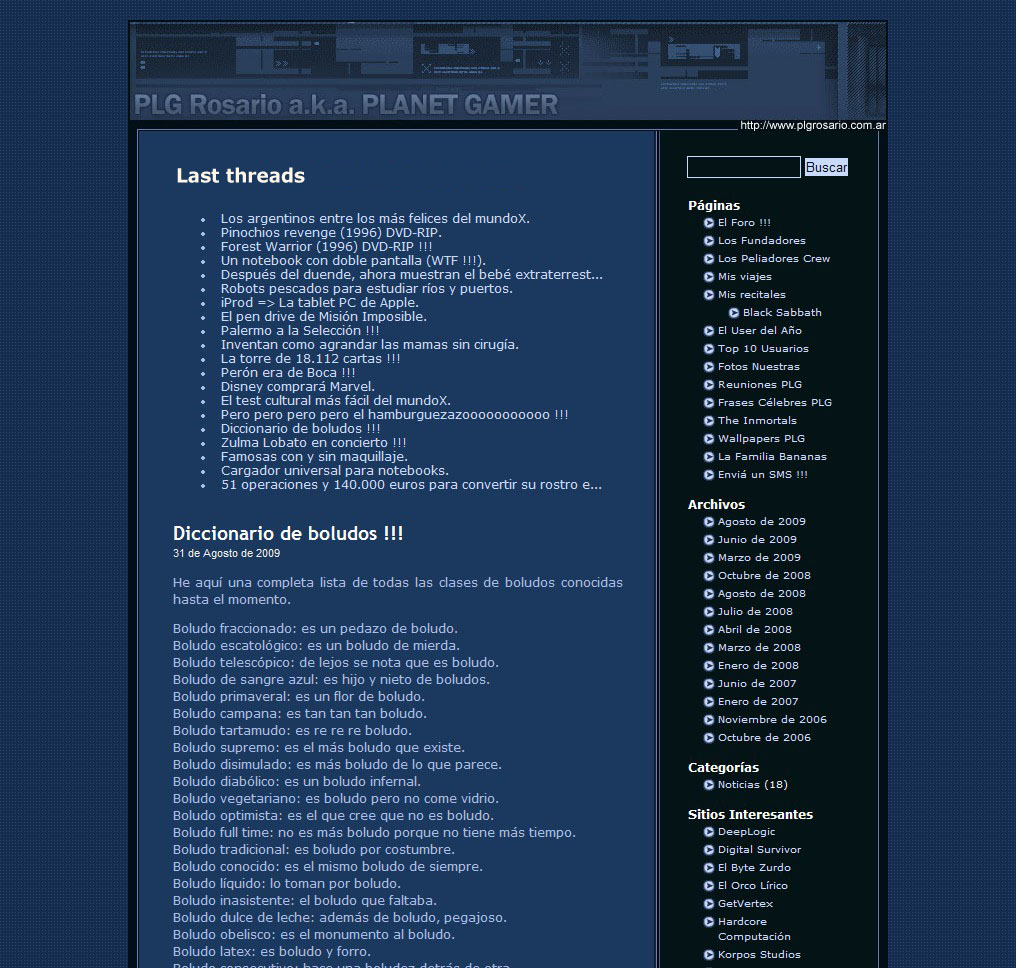 PLG Rosario a.k.a. PLANET GAMER
http://www.plgrosario.com.ar
Last threads
Los argentinos entre los más felices del mundoX.
Pinochios revenge (1996) DVD-RIP.
Forest Warrior (1996) DVD-RIP !!!
Un notebook con doble pantalla (WTF !!!).
Después del duende, ahora muestran el bebé extraterrest...
Robots pescados para estudiar ríos y puertos.
iProd => La tablet PC de Apple.
El pen drive de Misión Imposible.
Palermo a la Selección !!!
Inventan como agrandar las mamas sin cirugía.
La torre de 18.112 cartas !!!
Perón era de Boca !!!
Disney comprará Marvel.
El test cultural más fácil del mundoX.
Pero pero pero pero el hamburguezazooooooooooo !!!
Diccionario de boludos !!!
Zulma Lobato en concierto !!!
Famosas con y sin maquillaje.
Cargador universal para notebooks.
51 operaciones y 140.000 euros para convertir su rostro e...
Diccionario de boludos !!!
31 de Agosto de 2009
He aquí una completa lista de todas las clases de boludos conocidas
hasta el momento.
Boludo fraccionado: es un pedazo de boludo.
Boludo escatológico: es un boludo de mierda.
Boludo telescópico: de lejos se nota que es boludo.
Boludo de sangre azul: es hijo y nieto de boludos.
Boludo primaveral: es un flor de boludo.
Boludo campana: es tan tan tan boludo.
Boludo tartamudo: es re re re boludo.
Boludo supremo: es el más boludo que existe.
Boludo disimulado: es más boludo de lo que parece.
Boludo diabólico: es un boludo infernal.
Boludo vegetariano: es boludo pero no come vidrio.
Boludo optimista: es el que cree que no es boludo.
Boludo full time: no es más boludo porque no tiene más tiempo.
Boludo tradicional: es boludo por costumbre.
Boludo conocido: es el mismo boludo de siempre.
Boludo líquido: lo toman por boludo.
Boludo inasistente: el boludo que faltaba.
Boludo dulce de leche: además de boludo, pegajoso.
Boludo obelisco: es el monumento al boludo.
Boludo latex: es boludo y forro.
Boludo consecutivo: hace una boludez detrás de otra.
Buscar
Páginas
El Foro !!!
Los Fundadores
Los Peliadores Crew
Mis viajes
Mis recitales
Black Sabbath
El User del Año
Top 10 Usuarios
Fotos Nuestras
Reuniones PLG
Frases Célebres PLG
The Inmortals
Wallpapers PLG
La Familia Bananas
Enviá un SMS !!!
Archivos
Agosto de 2009
Junio de 2009
Marzo de 2009
Octubre de 2008
Agosto de 2008
Julio de 2008
Abril de 2008
Marzo de 2008
Enero de 2008
Junio de 2007
Enero de 2007
Noviembre de 2006
Octubre de 2006
Categorías
Noticias (18)
Sitios Interesantes
DeepLogic
Digital Survivor
El Byte Zurdo
El Orco Lírico
GetVertex
Hardcore
Computación
Korpos Studios